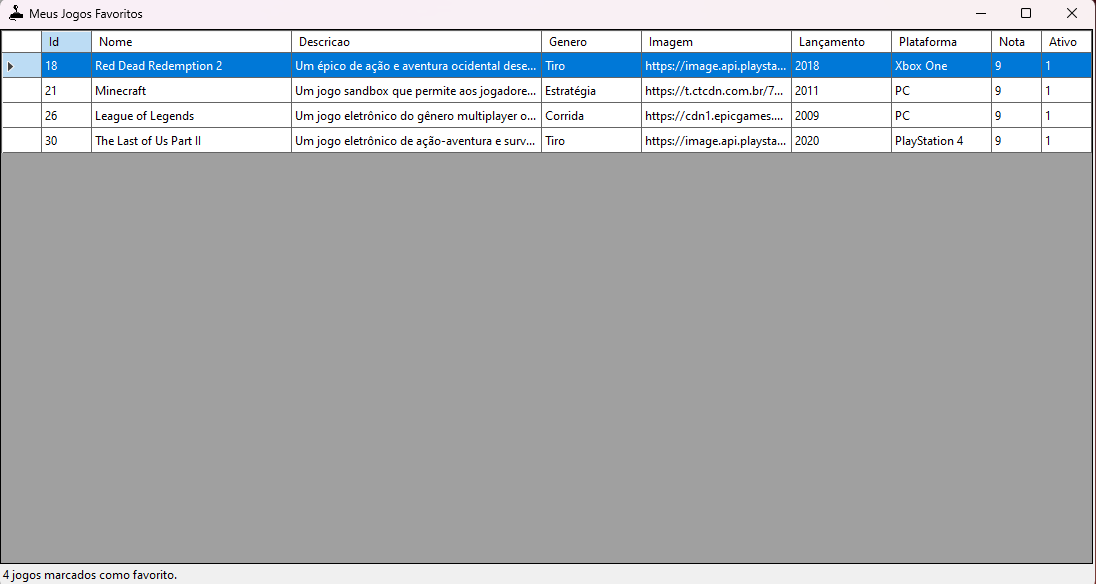 Meus Jogos Favoritos
Id Nome Descricao Genero Imagem Lançamento Plataforma Nota Ativo
18 Red Dead Redemption 2 Um épico de ação e aventura ocidental dese... Tiro https://image.api.playsta... 2018 Xbox One 9 1
21 Minecraft Um jogo sandbox que permite aos jogadore... Estratégia https://t.ctcdn.com.br/7... 2011 PC 9 1
26 League of Legends Um jogo eletrônico do gênero multiplayer o... Corrida https://cdn1.epicgames.... 2009 PC 9 1
30 The Last of Us Part II Um jogo eletrônico de ação-aventura e surv... Tiro https://image.api.playsta... 2020 PlayStation 4 9 1
4 jogos marcados como favorito.